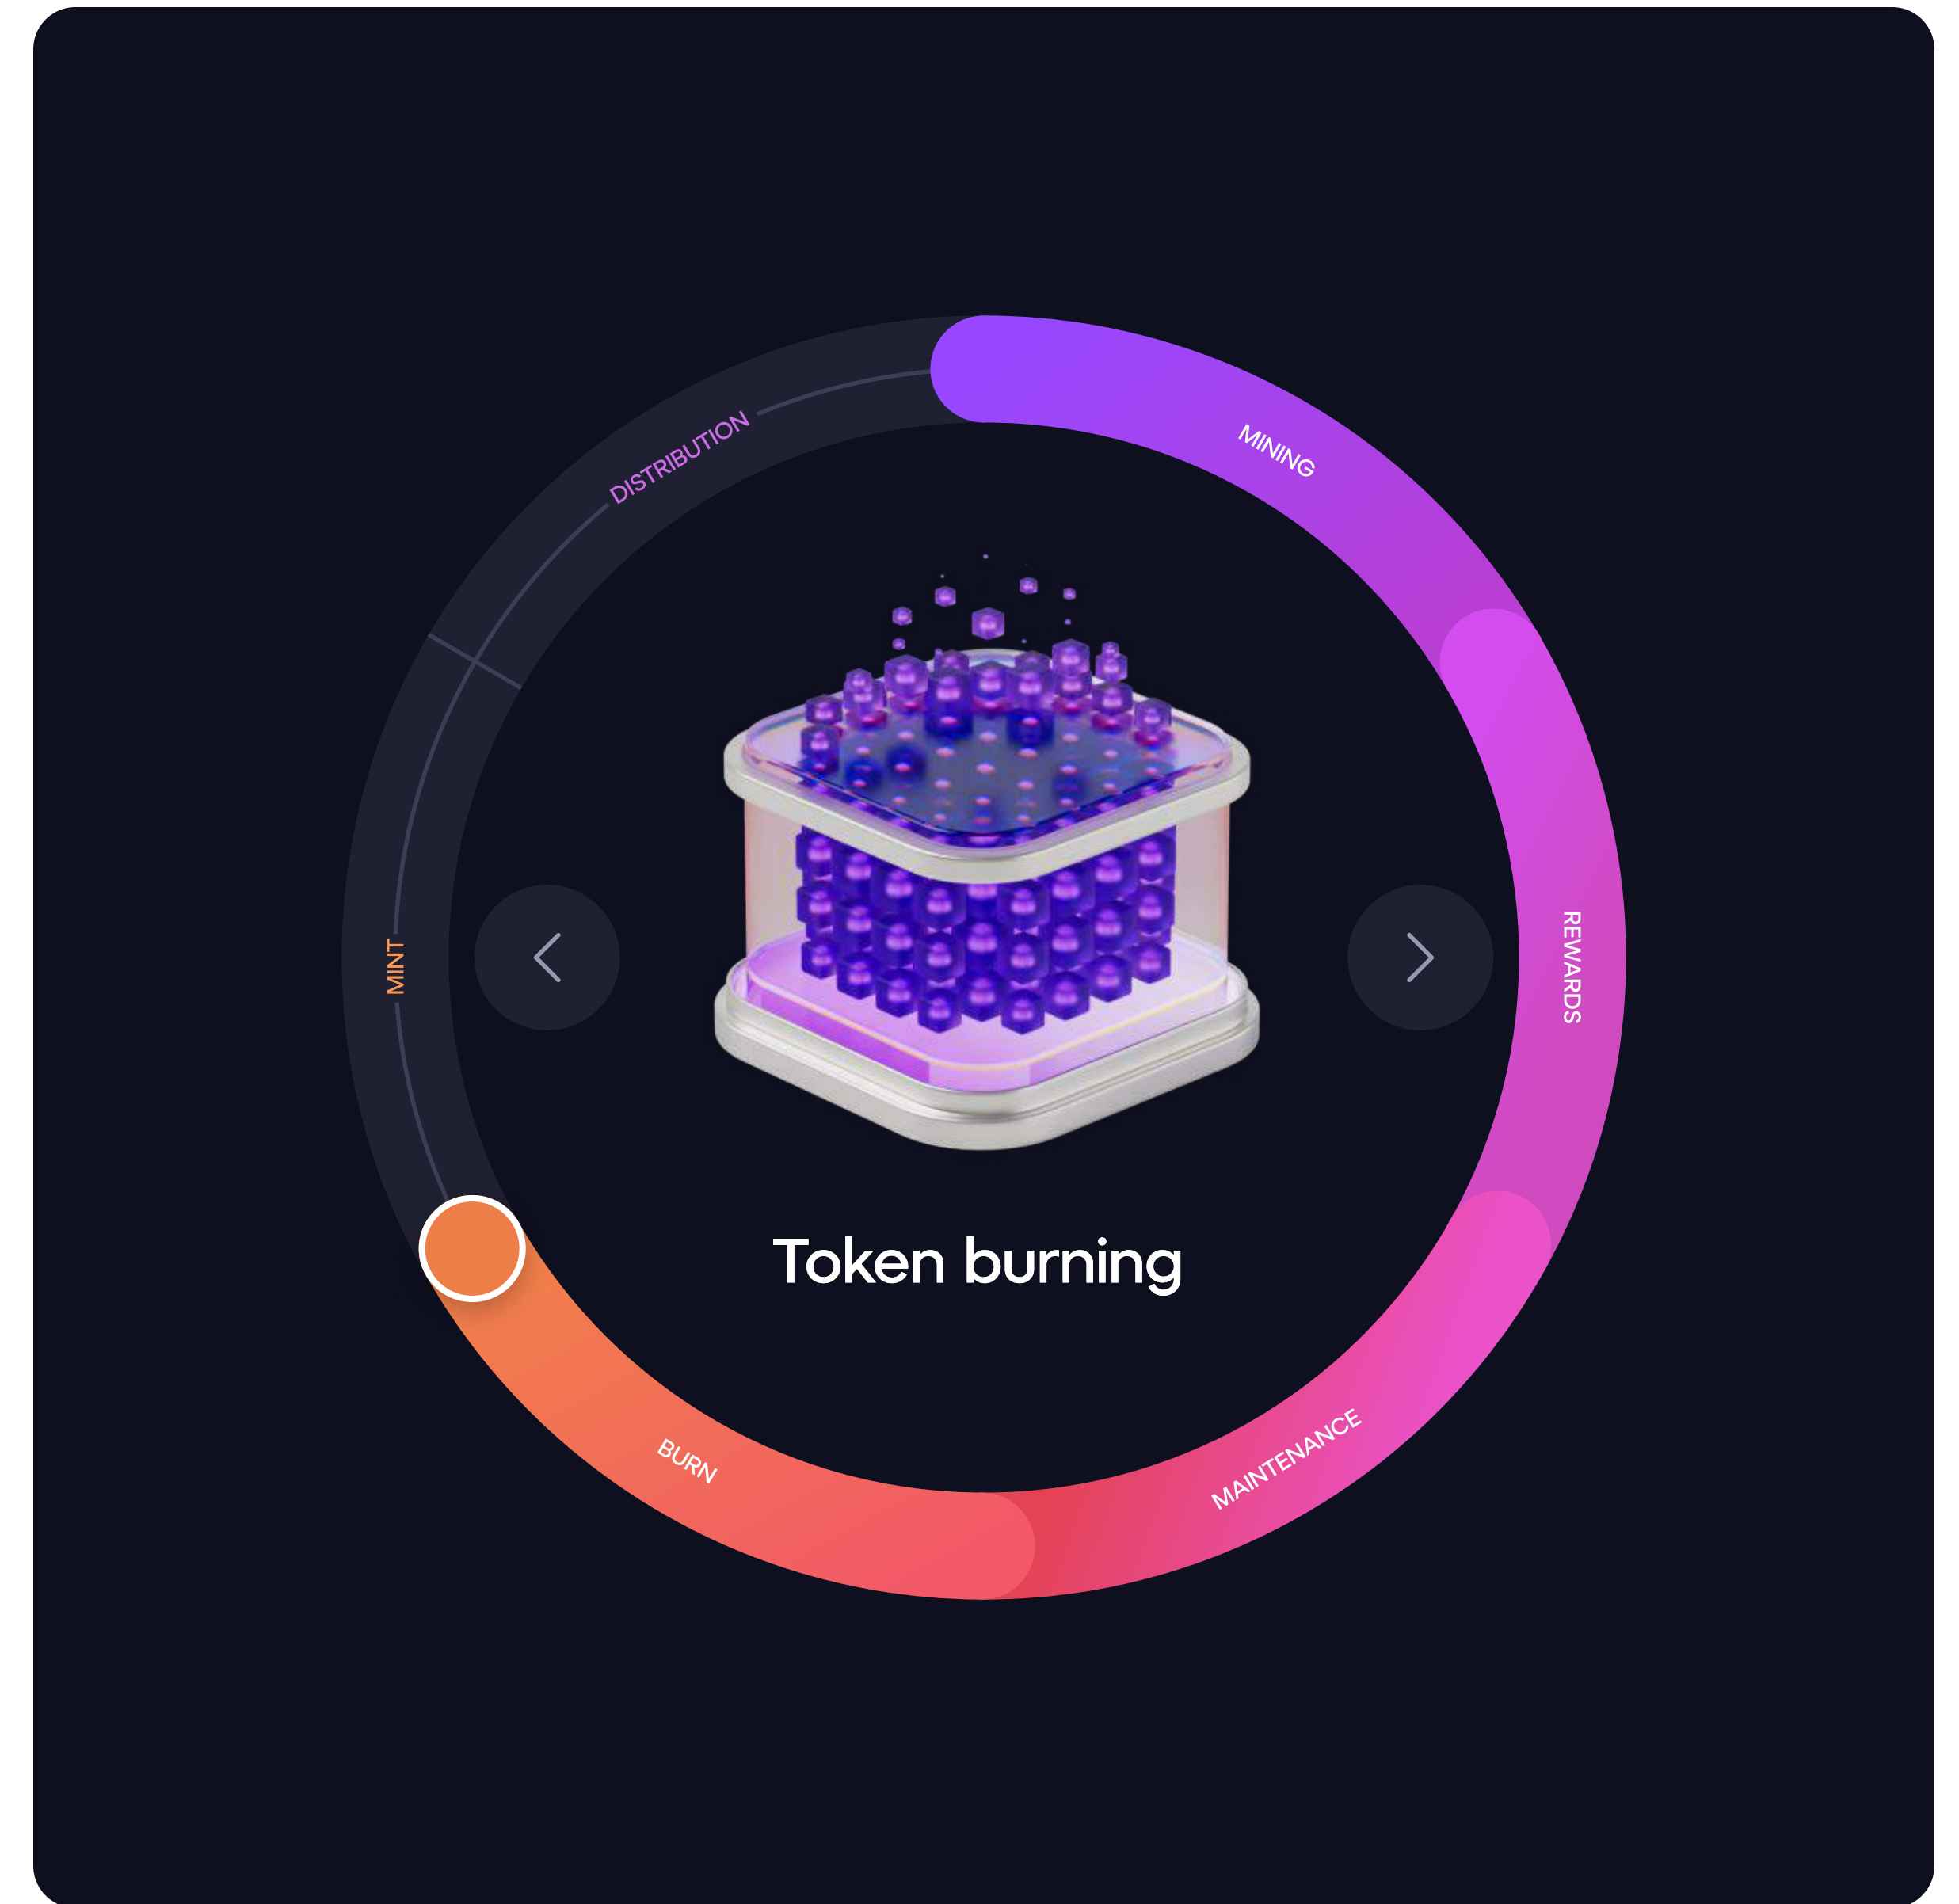 MINING
REWARDS
MAINTENANCE
BURN
MINT
DISTRIBUTION
Token burning